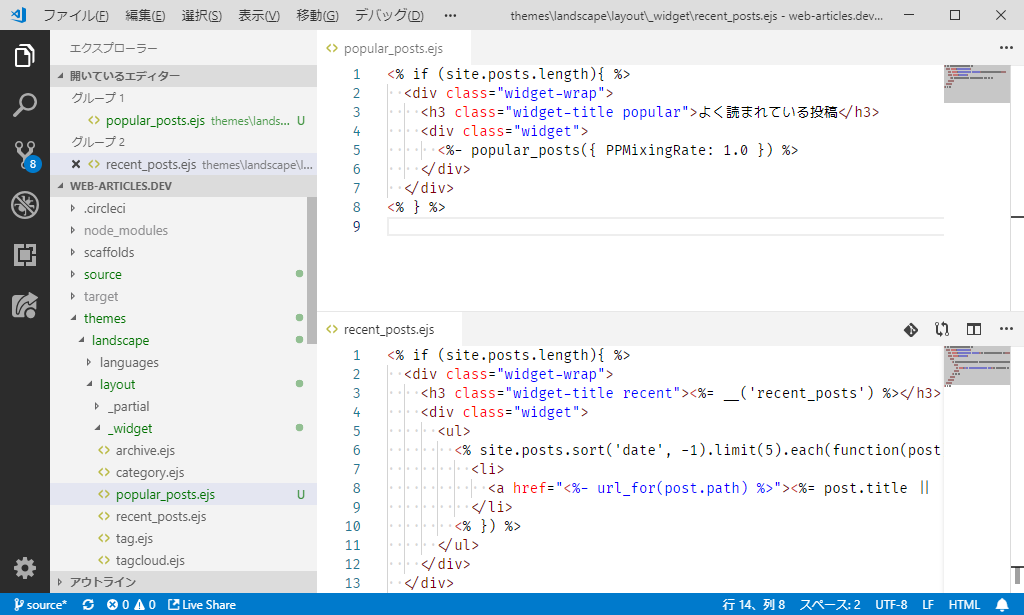 ファイル(F) 編集(E) 選択(S) 表示(V) 移動(G) デバッグ(D) ··· themes\landscape\layout\_widget\recent_posts.ejs - web-articles.dev...
エクスプローラー
開いているエディター
グループ 1
popular_posts.ejs themes\lands... U
グループ 2
recent_posts.ejs themes\landscape\l...
WEB-ARTICLES.DEV
.circleci
node_modules
scaffolds
source
target
themes
landscape
languages
layout
_partial
_widget
archive.ejs
category.ejs
popular_posts.ejs U
recent_posts.ejs
tag.ejs
tagcloud.ejs
アウトライン
8
popular_posts.ejs
1 <% if (site.posts.length){ %>
2 <div class="widget-wrap">
3 <h3 class="widget-title popular">よく読まれている投稿</h3>
4 <div class="widget">
5 <%- popular_posts({ PPMixingRate: 1.0 }) %>
6 </div>
7 </div>
8 <% } %>
9
recent_posts.ejs
1 <% if (site.posts.length){ %>
2 <div class="widget-wrap">
3 <h3 class="widget-title recent"><%= __('recent_posts') %></h3>
4 <div class="widget">
5 <ul>
6 <% site.posts.sort('date', -1).limit(5).each(function(post
7 <li>
8 <a href="<%- url_for(post.path) %>"><%= post.title ||
9 </li>
10 <% }) %>
11 </ul>
12 </div>
13 </div>
source* 0 0 Live Share 行 14、列 8 スペース: 2 UTF-8 LF HTML